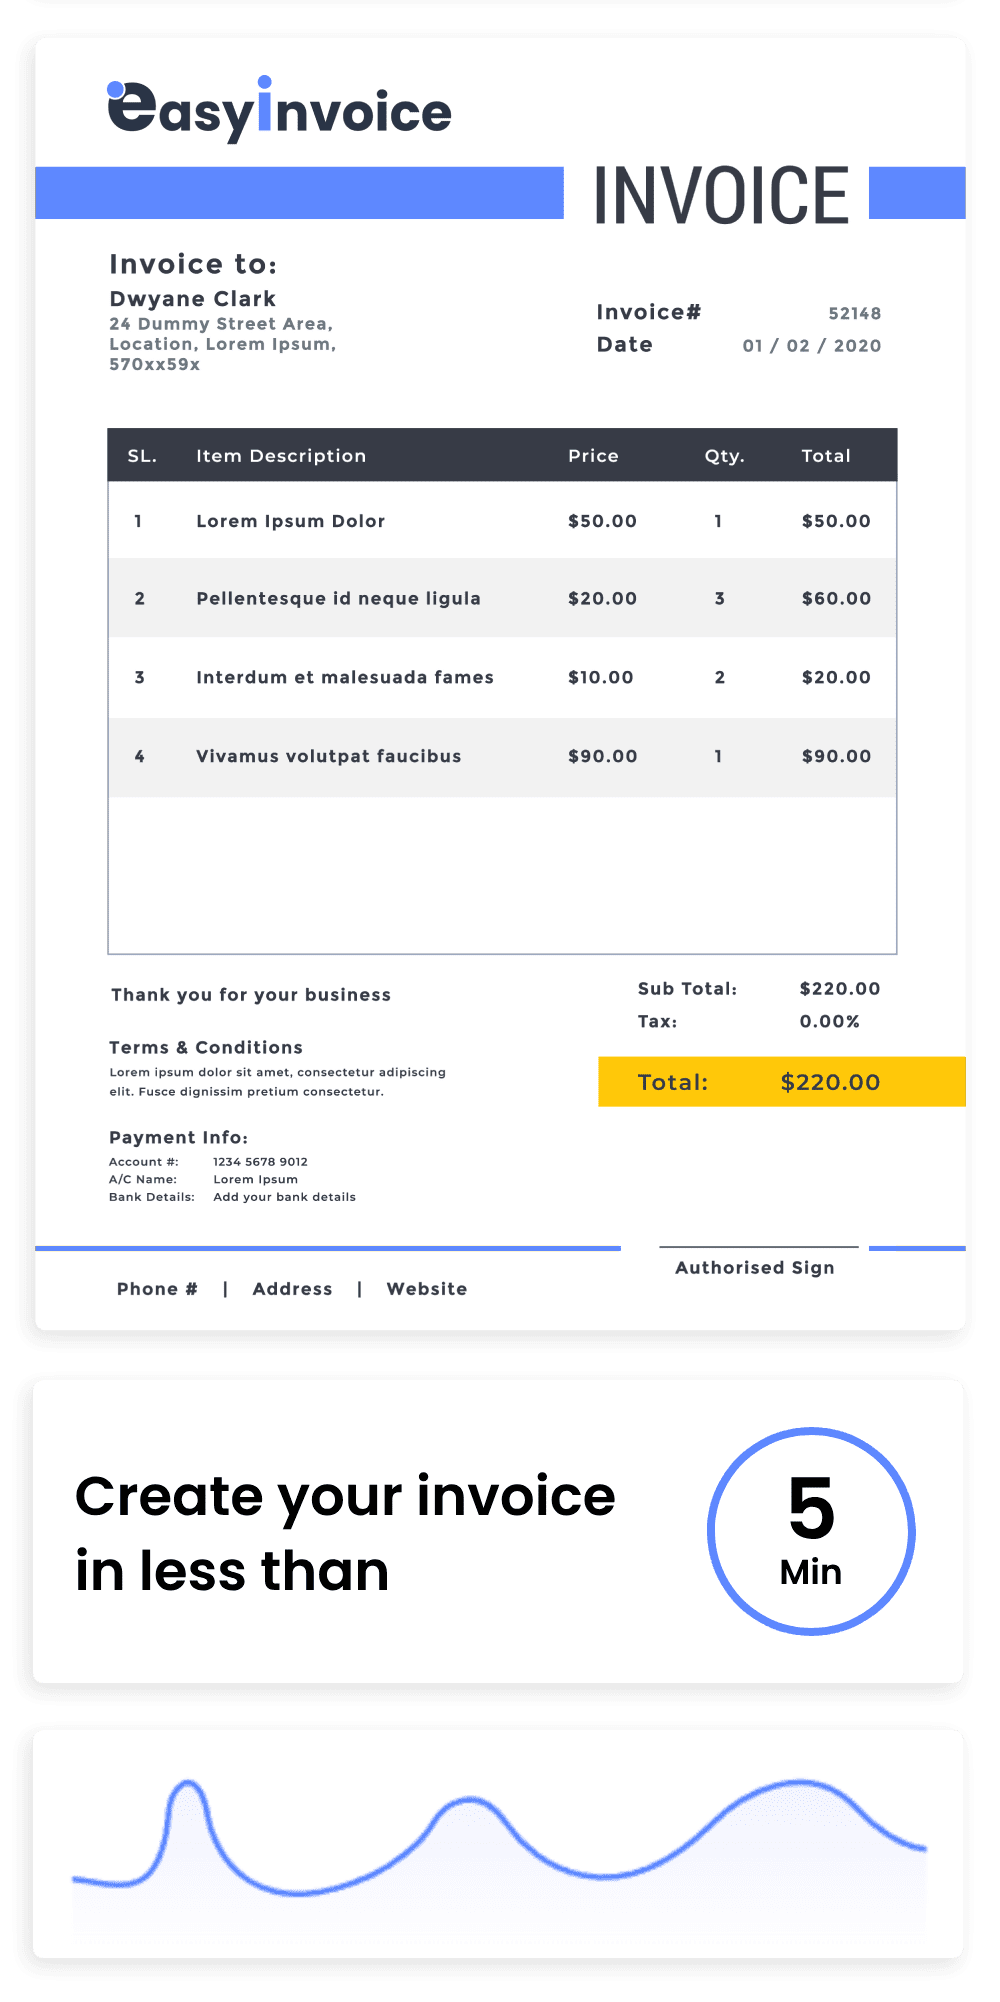 easyinvoice
INVOICE
Invoice to:
Dwyane Clark
24 Dummy Street Area,
Location, Lorem Ipsum,
570xx59x
Invoice# 52148
Date 01 / 02 / 2020
SL. Item Description Price Qty. Total
1 Lorem Ipsum Dolor $50.00 1 $50.00
2 Pellentesque id neque ligula $20.00 3 $60.00
3 Interdum et malesuada fames $10.00 2 $20.00
4 Vivamus volutpat faucibus $90.00 1 $90.00
Thank you for your business
Sub Total: $220.00
Tax: 0.00%
Total: $220.00
Terms & Conditions
Lorem ipsum dolor sit amet, consectetur adipiscing
elit. Fusce dignissim pretium consectetur.
Payment Info:
Account #: 1234 5678 9012
A/C Name: Lorem Ipsum
Bank Details: Add your bank details
Authorised Sign
Phone # | Address | Website
Create your invoice
in less than
5
Min